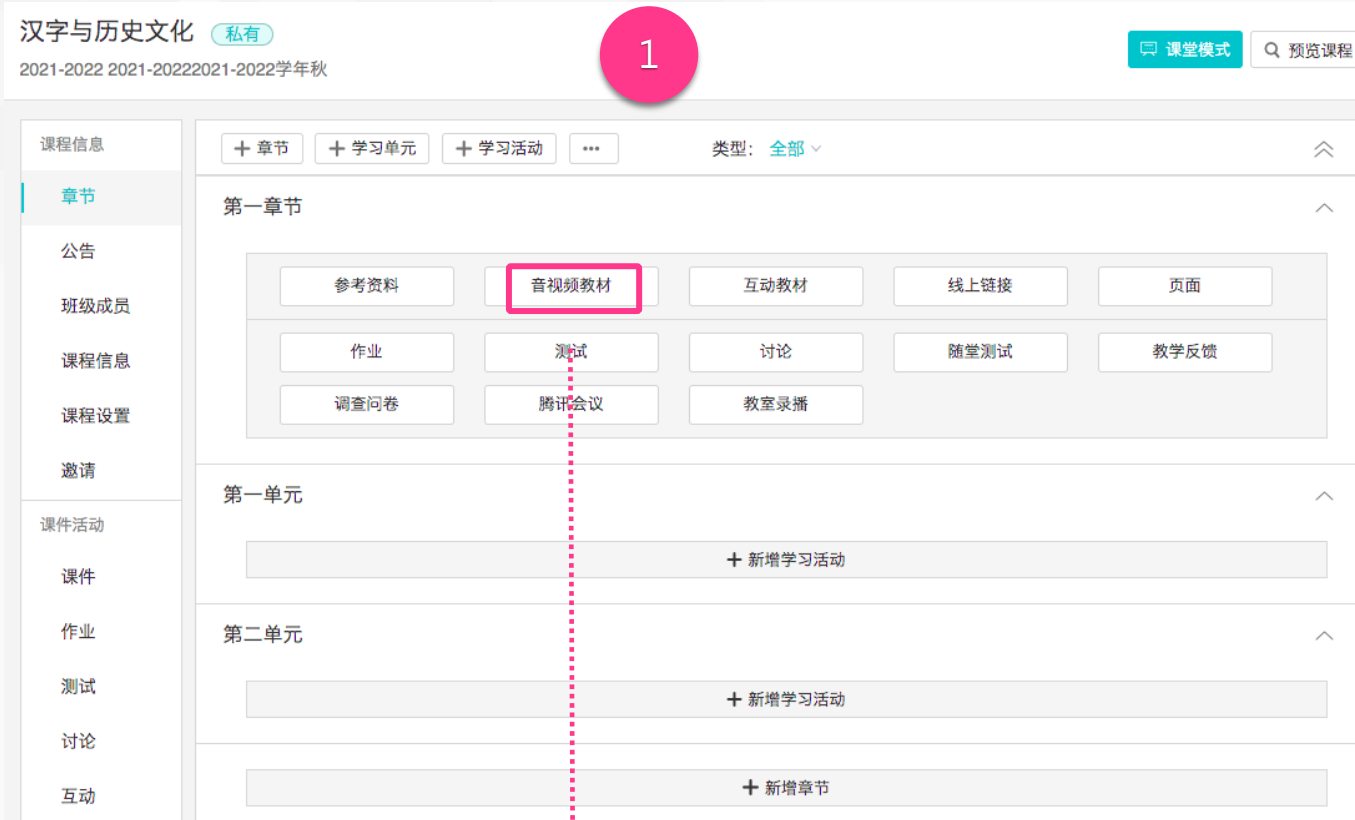 汉字与历史文化 私有
1
课堂模式 预览课程
2021-2022 2021-20222021-2022学年秋
课程信息
章节
公告
班级成员
课程信息
课程设置
邀请
课件活动
课件
作业
测试
讨论
互动
+ 章节 + 学习单元 + 学习活动 ••• 类型: 全部
第一章节
参考资料 音视频教材 互动教材 线上链接 页面
作业 测试 讨论 随堂测试 教学反馈
调查问卷 腾讯会议 教室录播
第一单元
+ 新增学习活动
第二单元
+ 新增学习活动
+ 新增章节